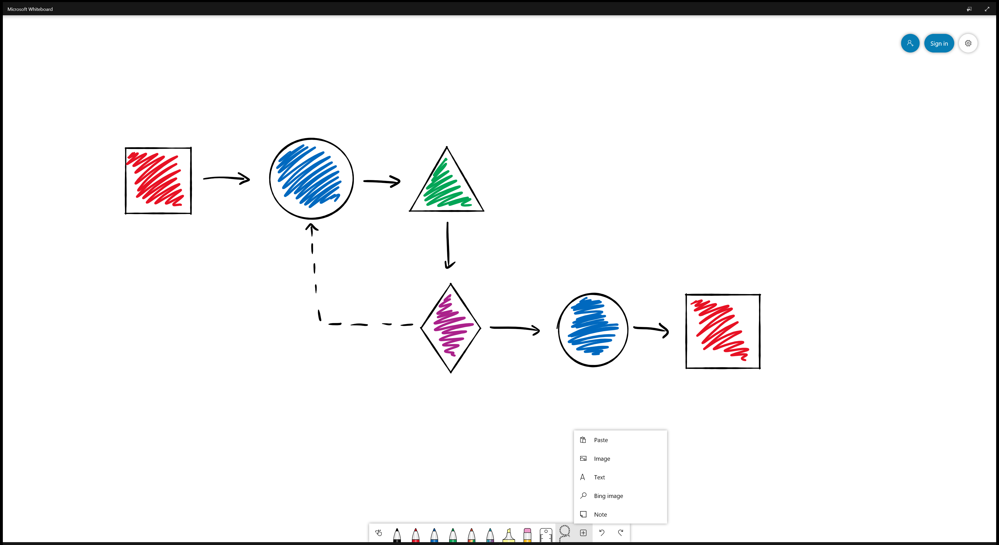 Microsoft Whiteboard
Sign in
Paste
Image
Text
Bing image
Note